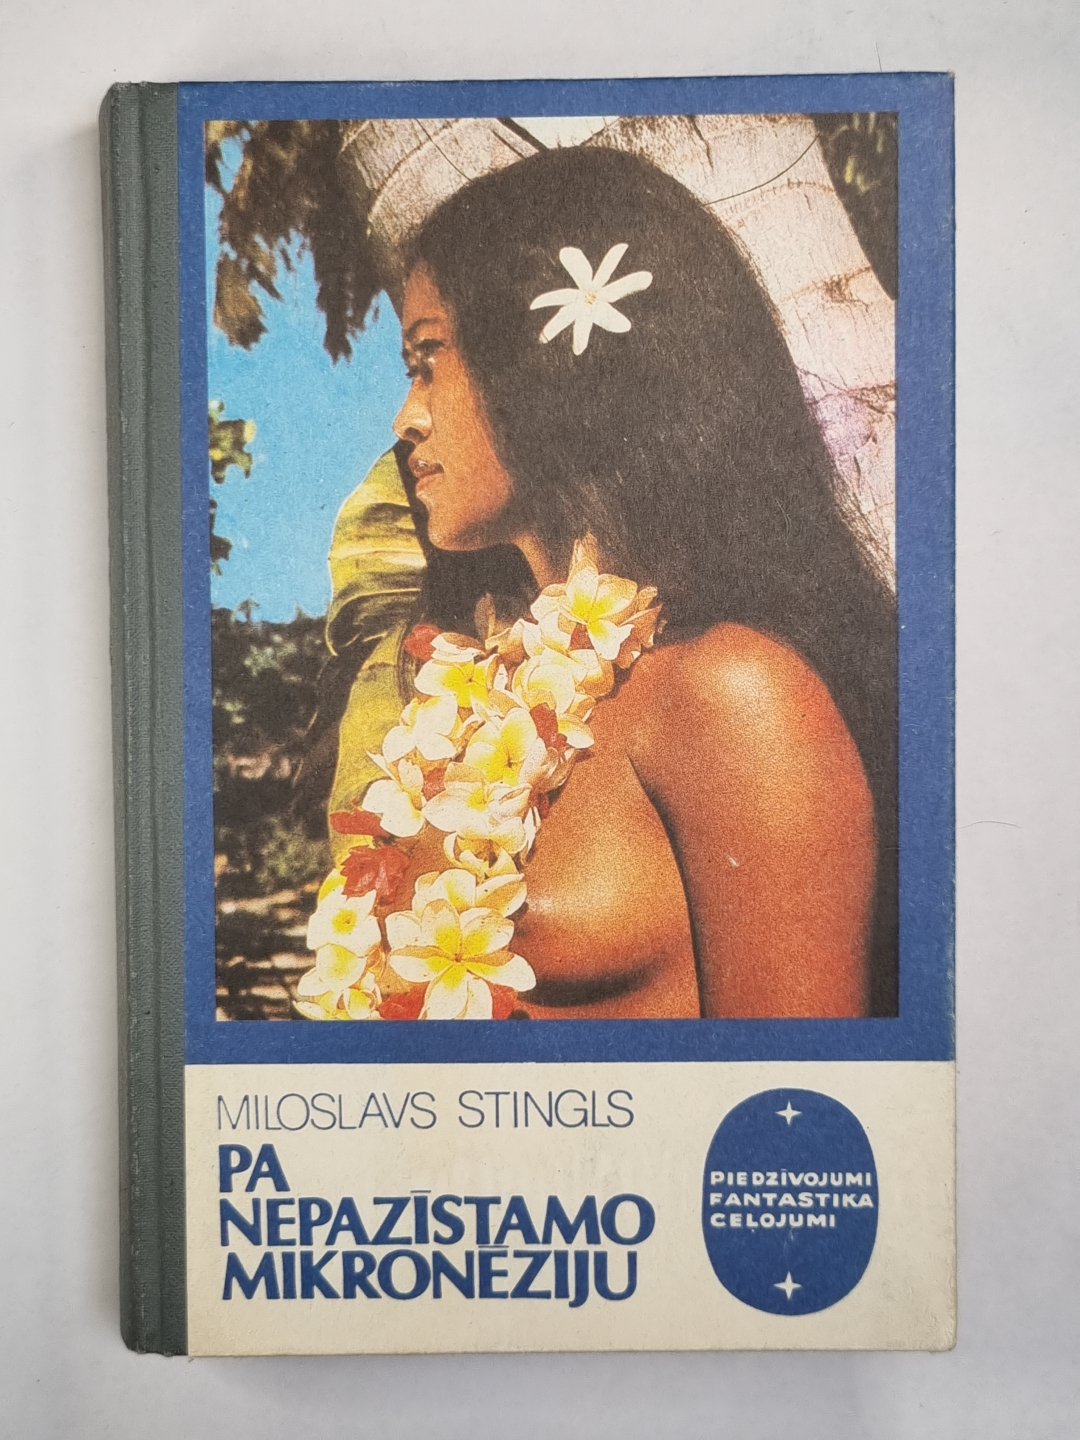 MILOSLAVS STINGLS
PA
NEPAZĪSTAMO
MIKRONĒZIJU
PIEDZĪVOJUMI
FANTASTIKA
CEĻOJUMI